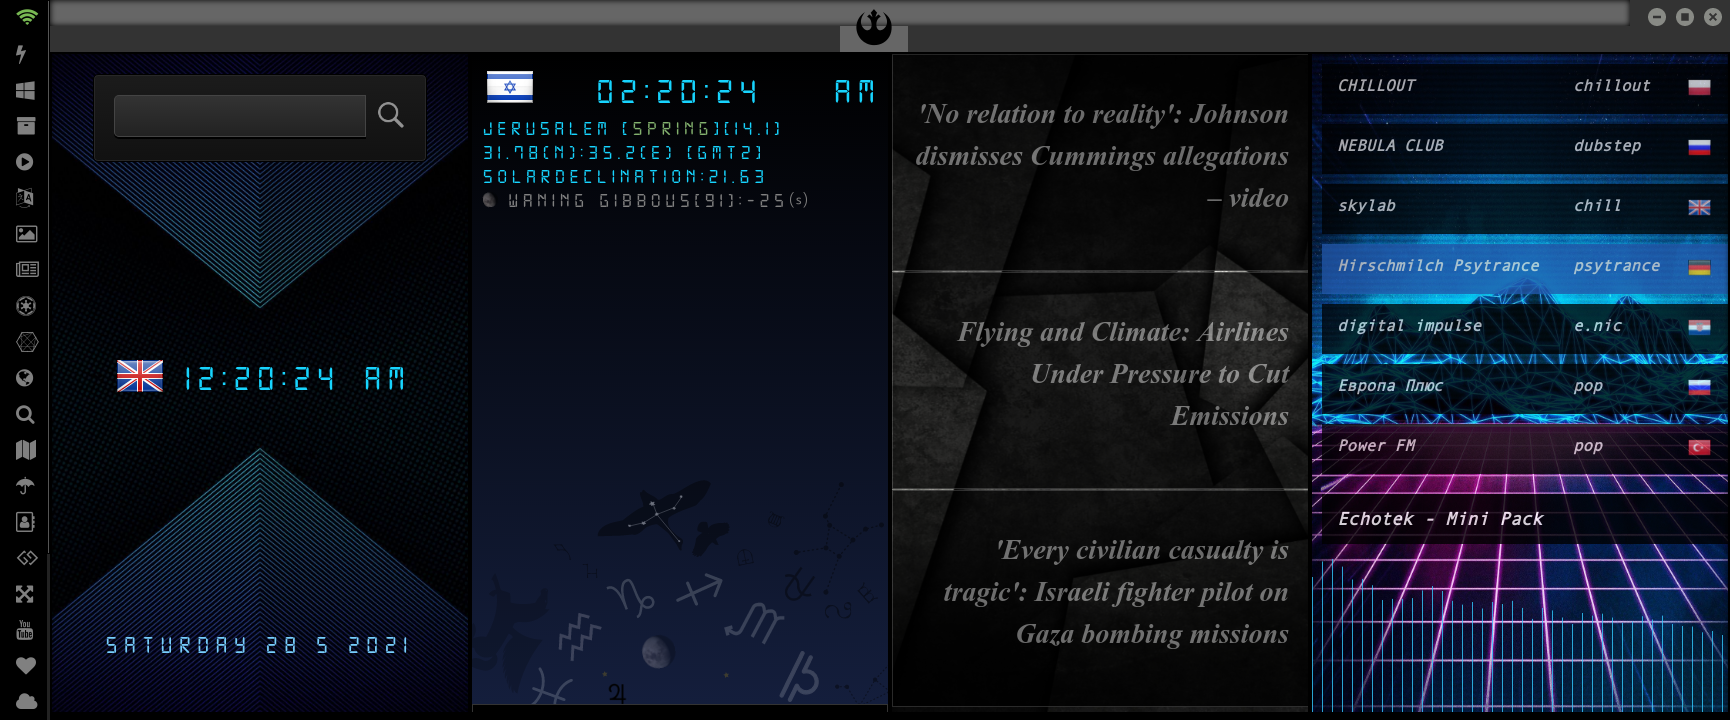 You
Tube
12:20:24 AM
SATURDAY 28 5 2021
02:20:24 AM
JERUSALEM [SPRING][14.1]
31.78(N):35.2(E) [GMT2]
SOLARDECLINATION:21.63
WANING GIBBOUS(91):-25(s)
'No relation to reality': Johnson
dismisses Cummings allegations
– video
Flying and Climate: Airlines
Under Pressure to Cut
Emissions
'Every civilian casualty is
tragic': Israeli fighter pilot on
Gaza bombing missions
CHILLOUT chillout
NEBULA CLUB dubstep
skylab chill
Hirschmilch Psytrance psytrance
digital impulse e.nic
Европа Плюс pop
Power FM pop
Echotek - Mini Pack